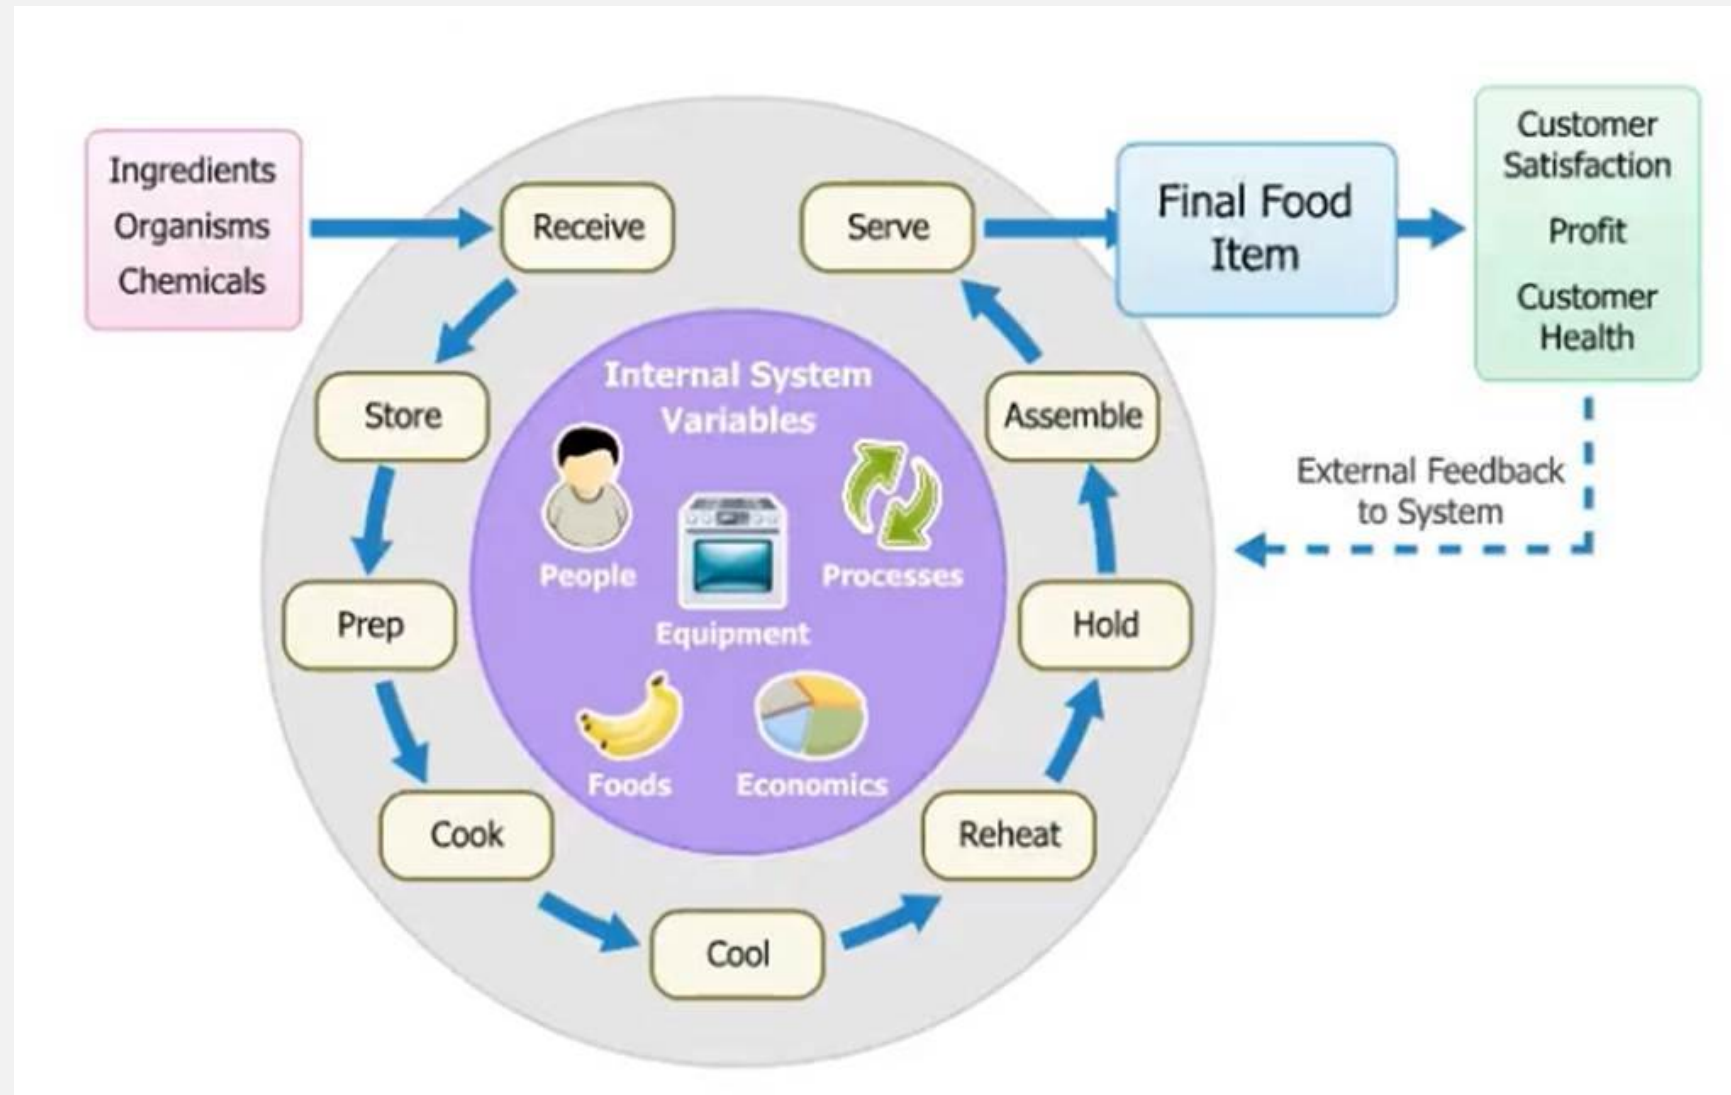 Ingredients
Organisms
Chemicals
Receive
Store
Prep
Cook
Cool
Reheat
Hold
Assemble
Serve
Final Food
Item
Customer
Satisfaction
Profit
Customer
Health
External Feedback
to System
Internal System
Variables
People
Equipment
Processes
Foods
Economics